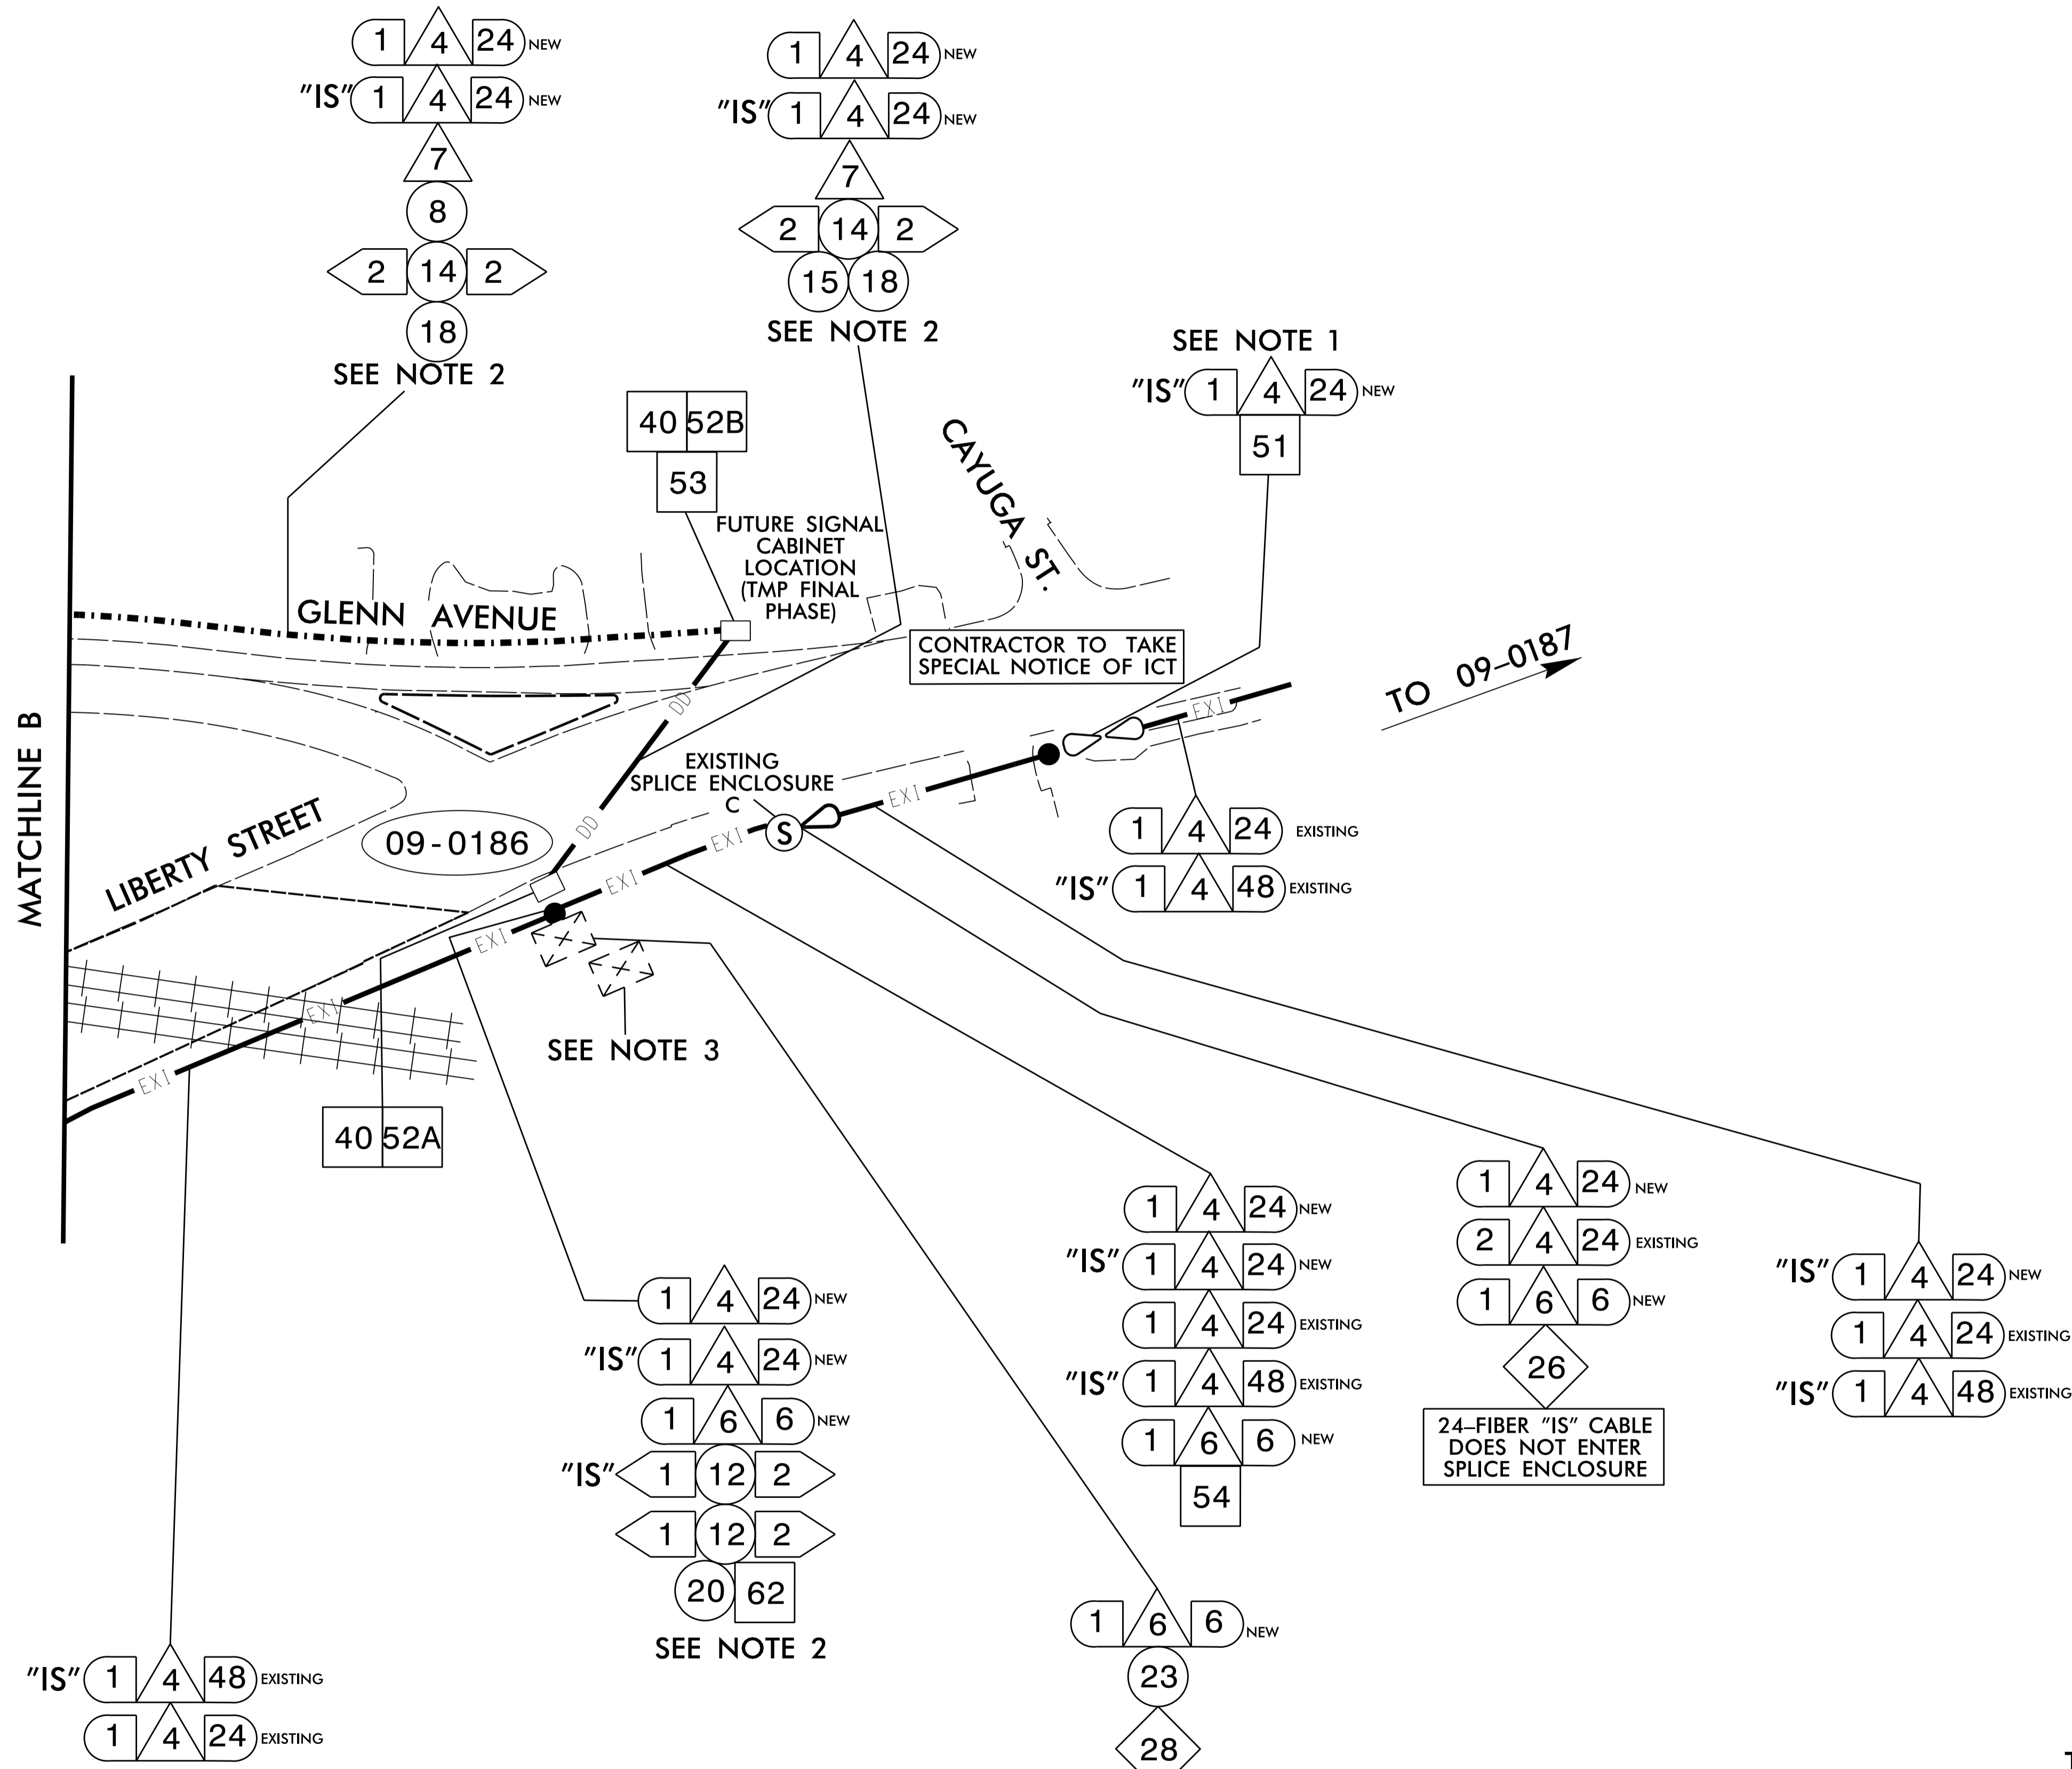 1 4 24 NEW
"IS" 1 4 24 NEW
7
8
2 14 2
18
SEE NOTE 2
1 4 24 NEW
"IS" 1 4 24 NEW
7
2 14 2
15 18
SEE NOTE 2
SEE NOTE 1
"IS" 1 4 24 NEW
51
40 52B
53
FUTURE SIGNAL
CABINET
LOCATION
(TMP FINAL
PHASE)
CAYUGA ST.
GLENN AVENUE
CONTRACTOR TO TAKE
SPECIAL NOTICE OF ICT
TO 09-0187
MATCHLINE B
DD
EXI
EXISTING
SPLICE ENCLOSURE
C
S
EXI
DD
EXI
EXI
EXI
EXI
EXI
LIBERTY STREET
09-0186
1 4 24 EXISTING
"IS" 1 4 48 EXISTING
SEE NOTE 3
40 52A
1 4 24 NEW
"IS" 1 4 24 NEW
1 4 24 EXISTING
"IS" 1 4 48 EXISTING
1 6 6 NEW
54
1 4 24 NEW
2 4 24 EXISTING
1 6 6 NEW
26
24-FIBER "IS" CABLE
DOES NOT ENTER
SPLICE ENCLOSURE
"IS" 1 4 24 NEW
1 4 24 EXISTING
"IS" 1 4 48 EXISTING
1 4 24 NEW
"IS" 1 4 24 NEW
1 6 6 NEW
"IS" 1 12 2
1 12 2
20 62
SEE NOTE 2
1 6 6 NEW
23
28
"IS" 1 4 48 EXISTING
1 4 24 EXISTING